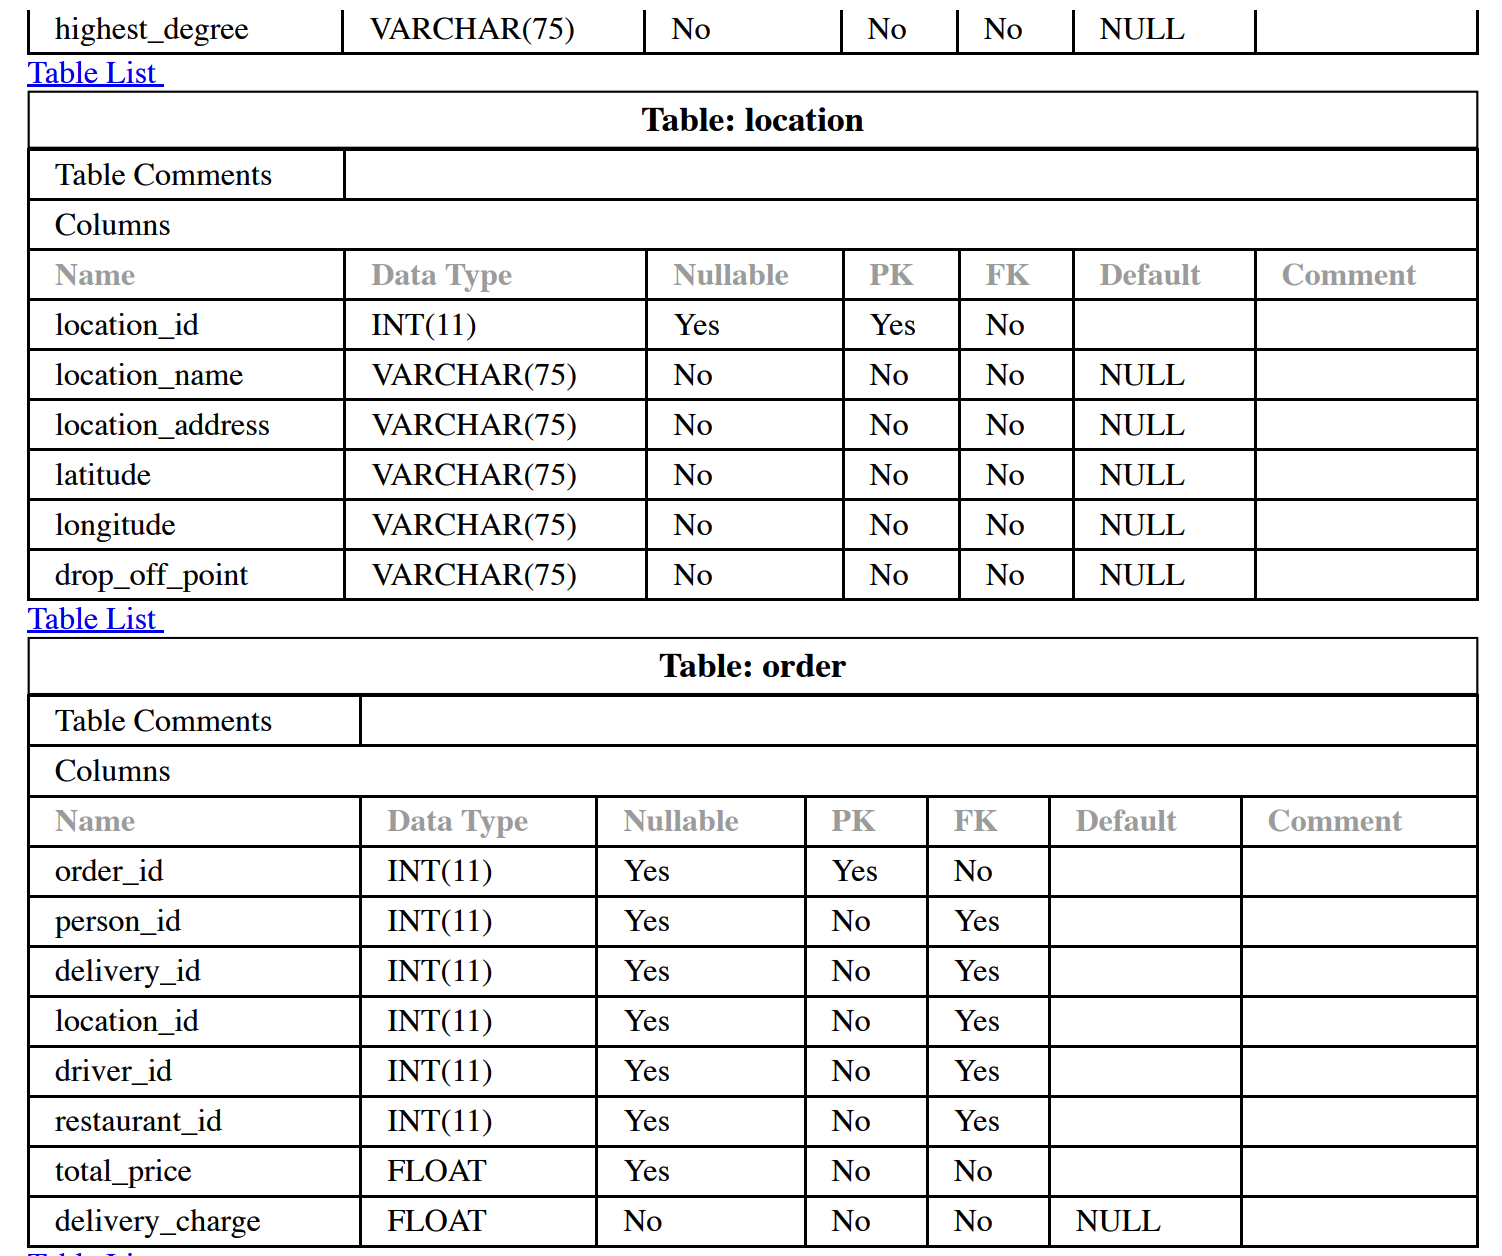 highest_degree VARCHAR(75) No No No NULL
Table List
Table: location
Table Comments
Columns
Name Data Type Nullable PK FK Default Comment
location_id INT(11) Yes Yes No
location_name VARCHAR(75) No No No NULL
location_address VARCHAR(75) No No No NULL
latitude VARCHAR(75) No No No NULL
longitude VARCHAR(75) No No No NULL
drop_off_point VARCHAR(75) No No No NULL
Table List
Table: order
Table Comments
Columns
Name Data Type Nullable PK FK Default Comment
order_id INT(11) Yes Yes No
person_id INT(11) Yes No Yes
delivery_id INT(11) Yes No Yes
location_id INT(11) Yes No Yes
driver_id INT(11) Yes No Yes
restaurant_id INT(11) Yes No Yes
total_price FLOAT Yes No No
delivery_charge FLOAT No No No NULL